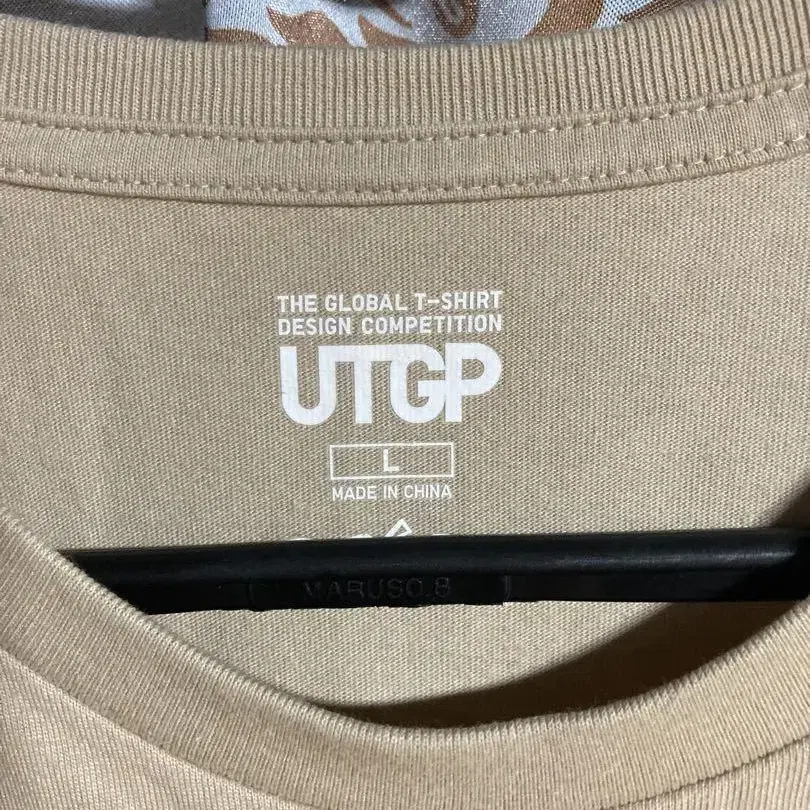 THE GLOBAL T-SHIRT
DESIGN COMPETITION
UTGP
L
MADE IN CHINA
MARUSO.8